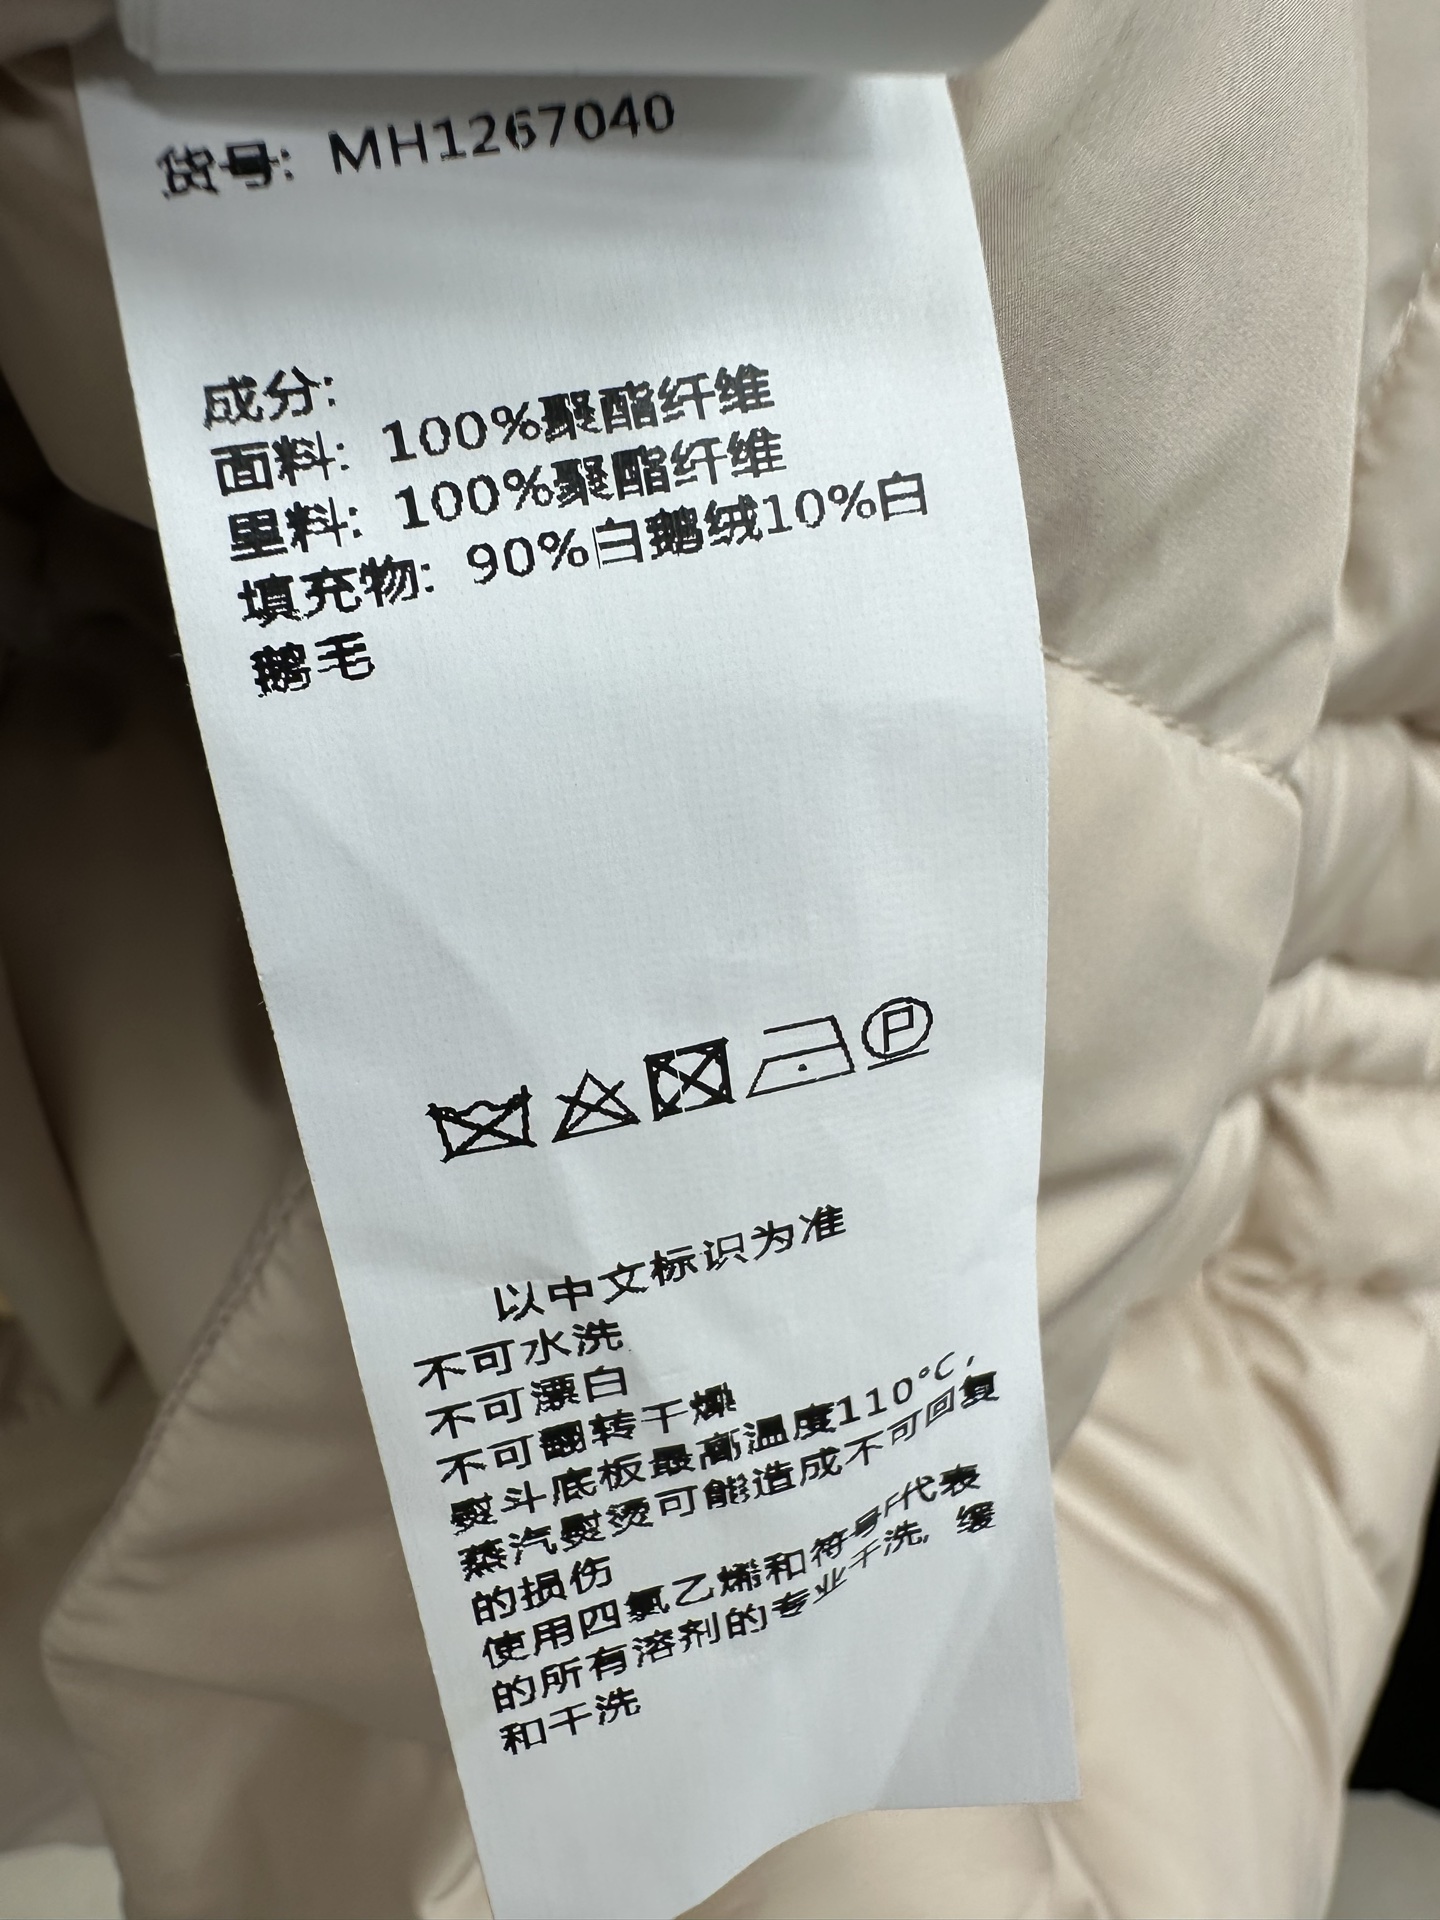 货号: MH1267040
成分:
面料: 100%聚酯纤维
里料: 100%聚酯纤维
填充物: 90%白鹅绒10%白
鹅毛
P
以中文标识为准
不可水洗
不可漂白
不可翻转干燥
熨斗底板最高温度110°C,
蒸汽熨烫可能造成不可回复
的损伤
使用四氯乙烯和符号F代表
的所有溶剂的专业干洗, 缓
和干洗